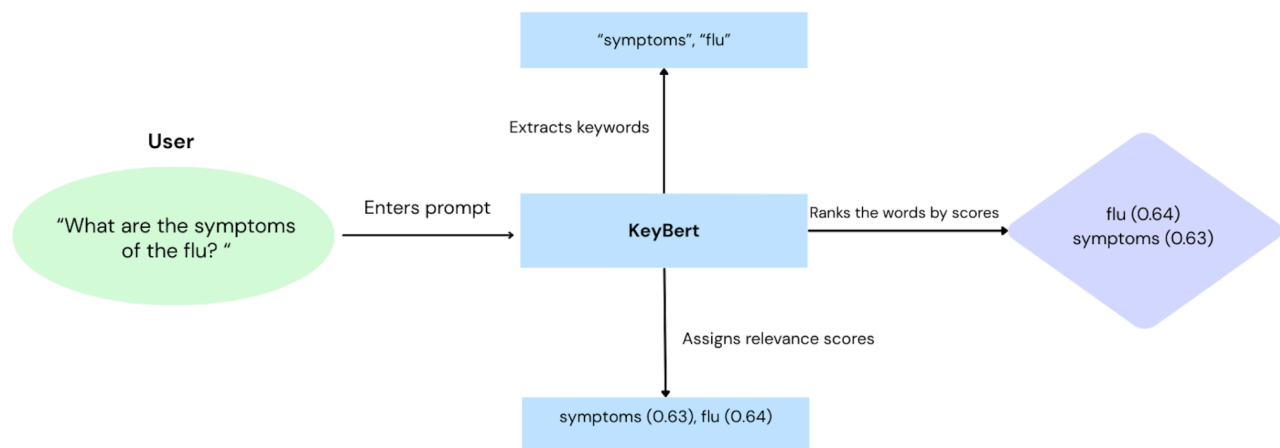 “symptoms”, “flu”
Extracts keywords
User
“What are the symptoms
of the flu? “
Enters prompt
KeyBert
Ranks the words by scores
flu (0.64)
symptoms (0.63)
Assigns relevance scores
symptoms (0.63), flu (0.64)